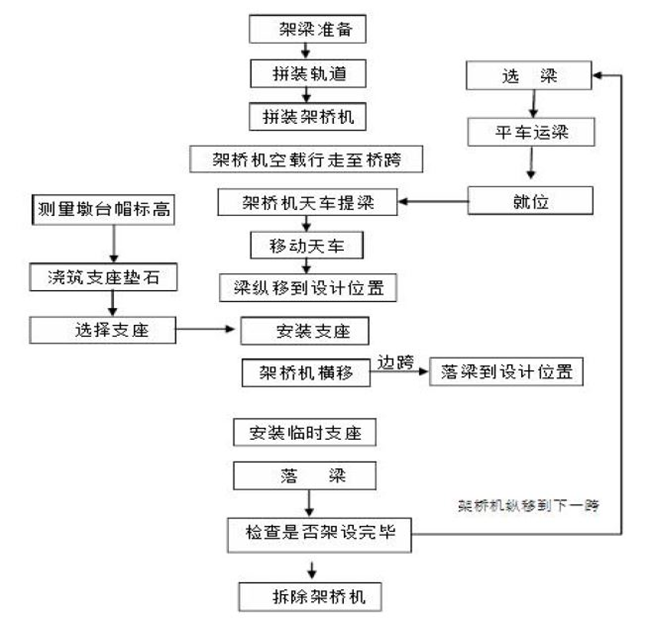 架梁准备
拼装轨道
选 梁
拼装架桥机
平车运梁
架桥机空载行走至桥跨
测量墩台帽标高
架桥机天车提梁
就位
移动天车
浇筑支座垫石
梁纵移到设计位置
选择支座
安装支座
架桥机横移
边跨
落梁到设计位置
安装临时支座
落 梁
架桥机纵移到下一跨
检查是否架设完毕
拆除架桥机